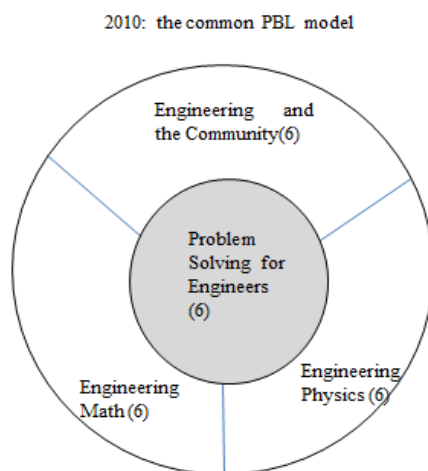 2010: the common PBL model
Engineering and
the Community(6)
Problem
Solving for
Engineers
(6)
Engineering
Math (6)
Engineering
Physics (6)